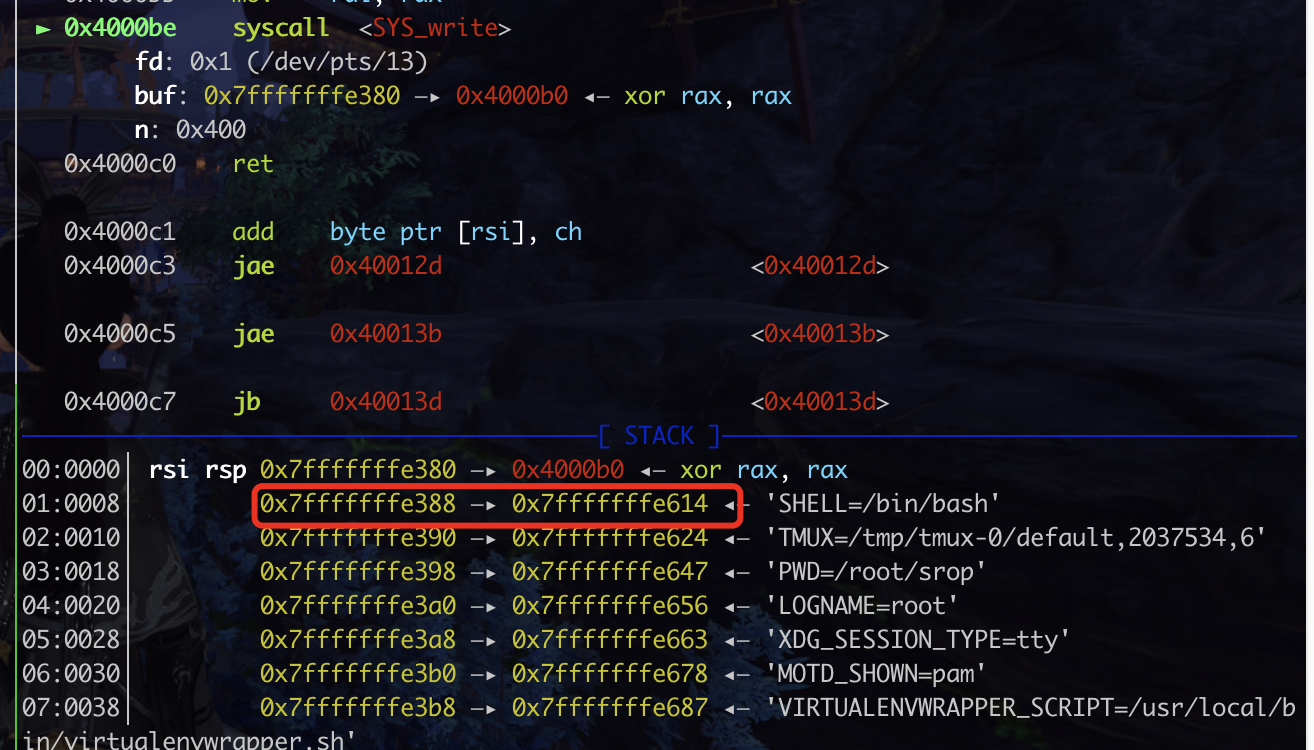 ► 0x4000be syscall <SYS_write>
fd: 0x1 (/dev/pts/13)
buf: 0x7fffffffe380 —▸ 0x4000b0 ◂— xor rax, rax
n: 0x400
0x4000c0 ret
0x4000c1 add byte ptr [rsi], ch
0x4000c3 jae 0x40012d <0x40012d>
0x4000c5 jae 0x40013b <0x40013b>
0x4000c7 jb 0x40013d <0x40013d>
[ STACK ]
00:0000│ rsi rsp 0x7fffffffe380 —▸ 0x4000b0 ◂— xor rax, rax
01:0008│ 0x7fffffffe388 —▸ 0x7fffffffe614 ◂— 'SHELL=/bin/bash'
02:0010│ 0x7fffffffe390 —▸ 0x7fffffffe624 ◂— 'TMUX=/tmp/tmux-0/default,2037534,6'
03:0018│ 0x7fffffffe398 —▸ 0x7fffffffe647 ◂— 'PWD=/root/srop'
04:0020│ 0x7fffffffe3a0 —▸ 0x7fffffffe656 ◂— 'LOGNAME=root'
05:0028│ 0x7fffffffe3a8 —▸ 0x7fffffffe663 ◂— 'XDG_SESSION_TYPE=tty'
06:0030│ 0x7fffffffe3b0 —▸ 0x7fffffffe678 ◂— 'MOTD_SHOWN=pam'
07:0038│ 0x7fffffffe3b8 —▸ 0x7fffffffe687 ◂— 'VIRTUALENVWRAPPER_SCRIPT=/usr/local/b
in/virtualenvwrapper.sh'